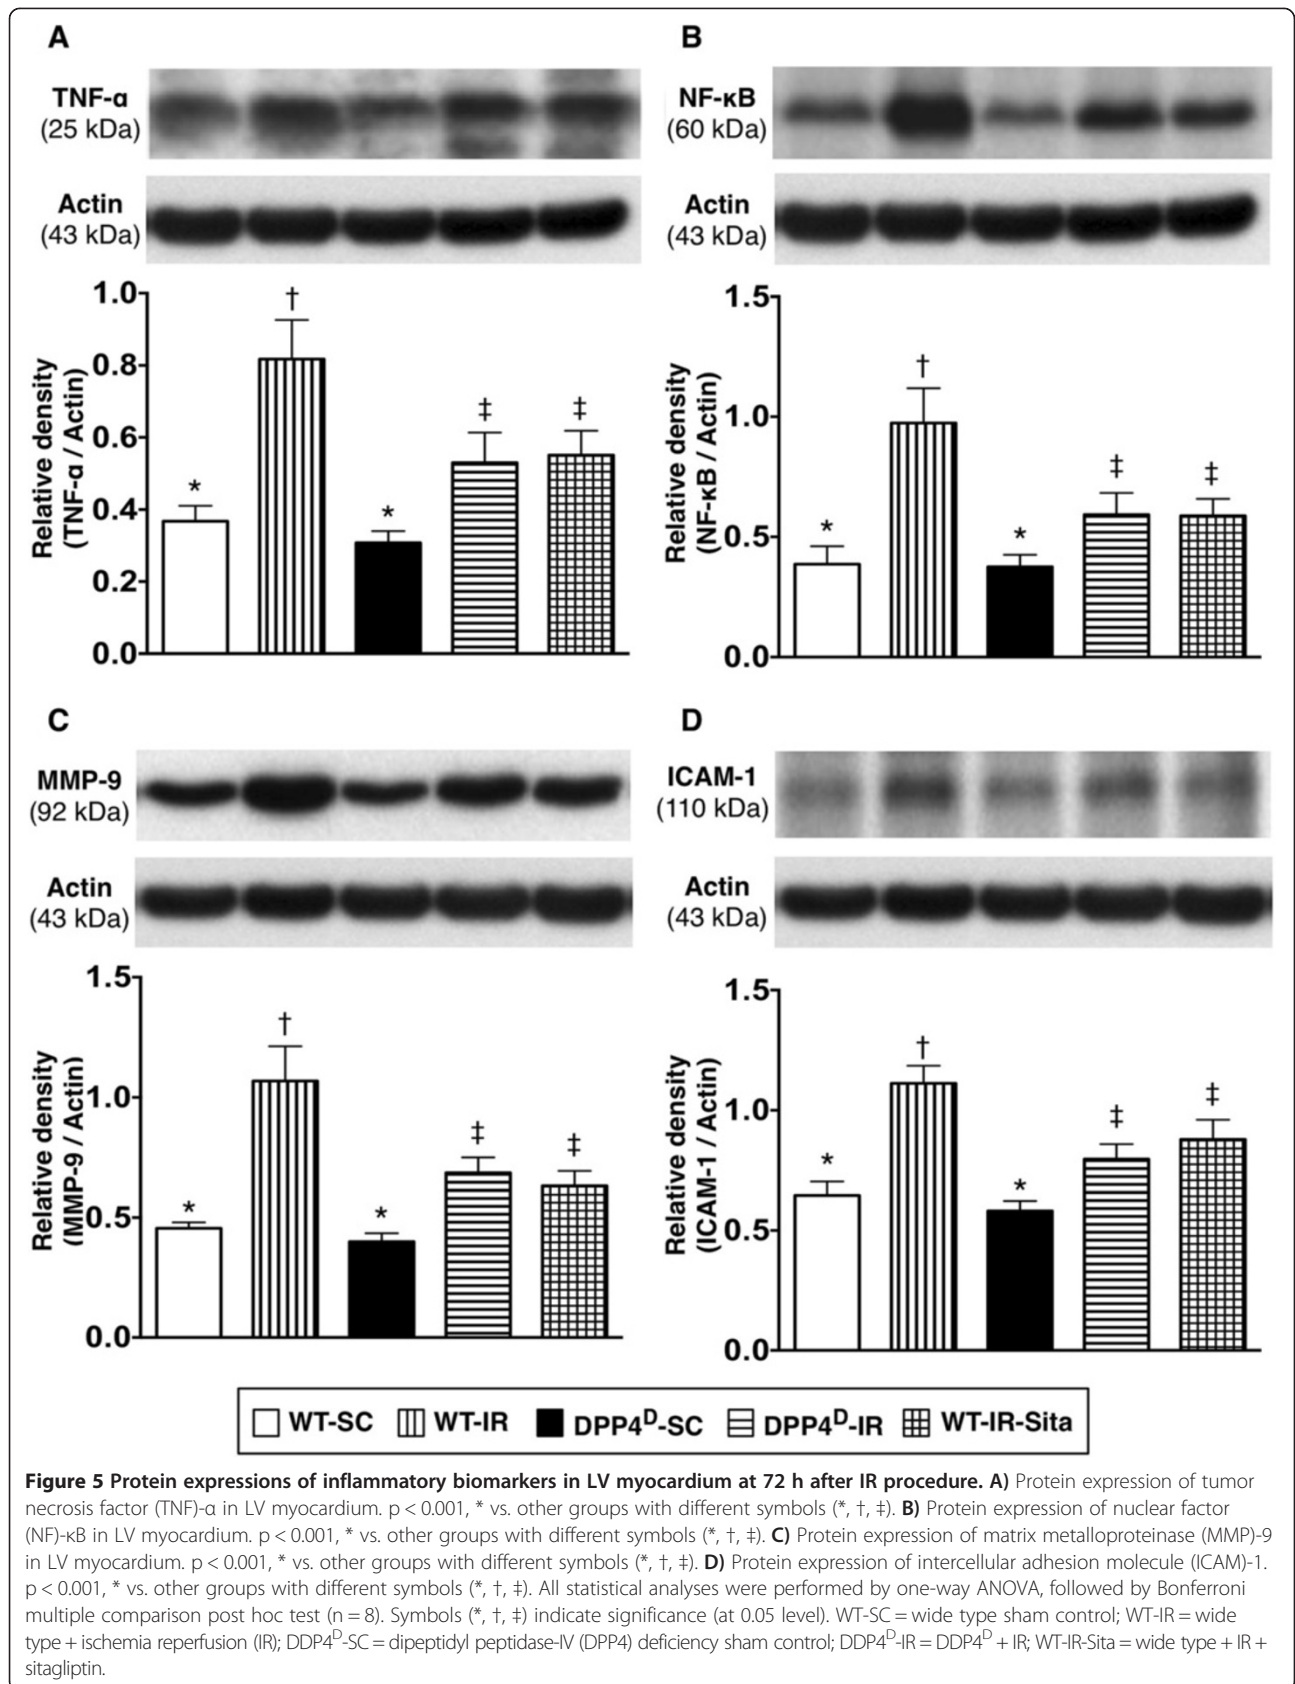 A
TNF-α
(25 kDa)
Actin
(43 kDa)
1.0
0.8
0.6
0.4
0.2
0.0
Relative density
(TNF-α / Actin)
*
†
*
‡
‡
B
NF-κB
(60 kDa)
Actin
(43 kDa)
1.5
1.0
0.5
0.0
Relative density
(NF-κB / Actin)
*
†
*
‡
‡
C
MMP-9
(92 kDa)
Actin
(43 kDa)
1.5
1.0
0.5
0.0
Relative density
(MMP-9 / Actin)
*
†
*
‡
‡
D
ICAM-1
(110 kDa)
Actin
(43 kDa)
1.5
1.0
0.5
0.0
Relative density
(ICAM-1 / Actin)
*
†
*
‡
‡
WT-SC WT-IR DPP4ᴰ-SC DPP4ᴰ-IR WT-IR-Sita
Figure 5 Protein expressions of inflammatory biomarkers in LV myocardium at 72 h after IR procedure. A) Protein expression of tumor
necrosis factor (TNF)-α in LV myocardium. p < 0.001, * vs. other groups with different symbols (*, †, ‡). B) Protein expression of nuclear factor
(NF)-κB in LV myocardium. p < 0.001, * vs. other groups with different symbols (*, †, ‡). C) Protein expression of matrix metalloproteinase (MMP)-9
in LV myocardium. p < 0.001, * vs. other groups with different symbols (*, †, ‡). D) Protein expression of intercellular adhesion molecule (ICAM)-1.
p < 0.001, * vs. other groups with different symbols (*, †, ‡). All statistical analyses were performed by one-way ANOVA, followed by Bonferroni
multiple comparison post hoc test (n = 8). Symbols (*, †, ‡) indicate significance (at 0.05 level). WT-SC = wide type sham control; WT-IR = wide
type + ischemia reperfusion (IR); DDP4ᴰ-SC = dipeptidyl peptidase-IV (DPP4) deficiency sham control; DDP4ᴰ-IR = DDP4ᴰ + IR; WT-IR-Sita = wide type + IR +
sitagliptin.